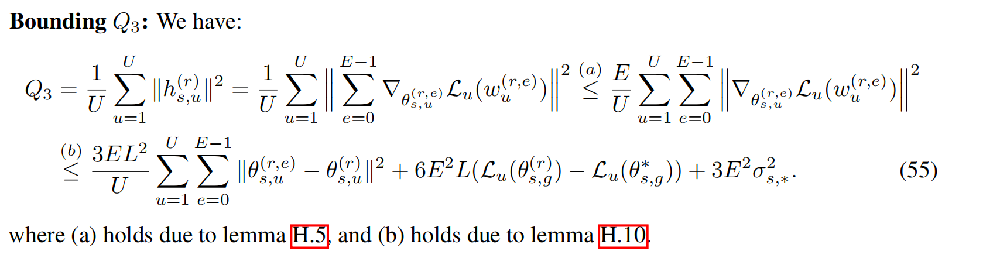 Bounding Q_3: We have:
Q_3 = \frac{1}{U} \sum_{u=1}^{U} \|h_{s,u}^{(r)}\|^2 = \frac{1}{U} \sum_{u=1}^{U} \left\| \sum_{e=0}^{E-1} \nabla_{\theta_{s,u}^{(r,e)}} \mathcal{L}_u(w_u^{(r,e)}) \right\|^2 \overset{(a)}{\leq} \frac{E}{U} \sum_{u=1}^{U} \sum_{e=0}^{E-1} \left\| \nabla_{\theta_{s,u}^{(r,e)}} \mathcal{L}_u(w_u^{(r,e)}) \right\|^2
\overset{(b)}{\leq} \frac{3EL^2}{U} \sum_{u=1}^{U} \sum_{e=0}^{E-1} \|\theta_{s,u}^{(r,e)} - \theta_{s,u}^{(r)}\|^2 + 6E^2L(\mathcal{L}_u(\theta_{s,g}^{(r)}) - \mathcal{L}_u(\theta_{s,g}^{*})) + 3E^2\sigma_{s,*}^2. (55)
where (a) holds due to lemma H.5, and (b) holds due to lemma H.10.